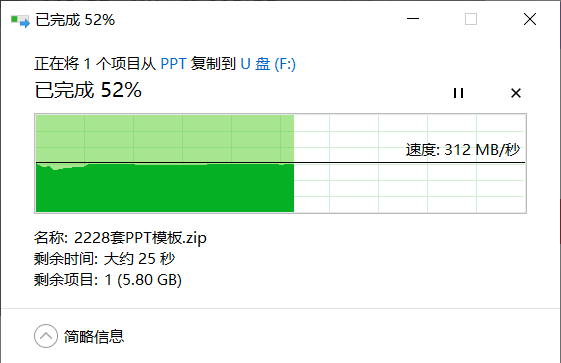 已完成 52%
正在将 1 个项目从 PPT 复制到 U 盘 (F:)
已完成 52%
速度: 312 MB/秒
名称: 2228套PPT模板.zip
剩余时间: 大约 25 秒
剩余项目: 1 (5.80 GB)
简略信息